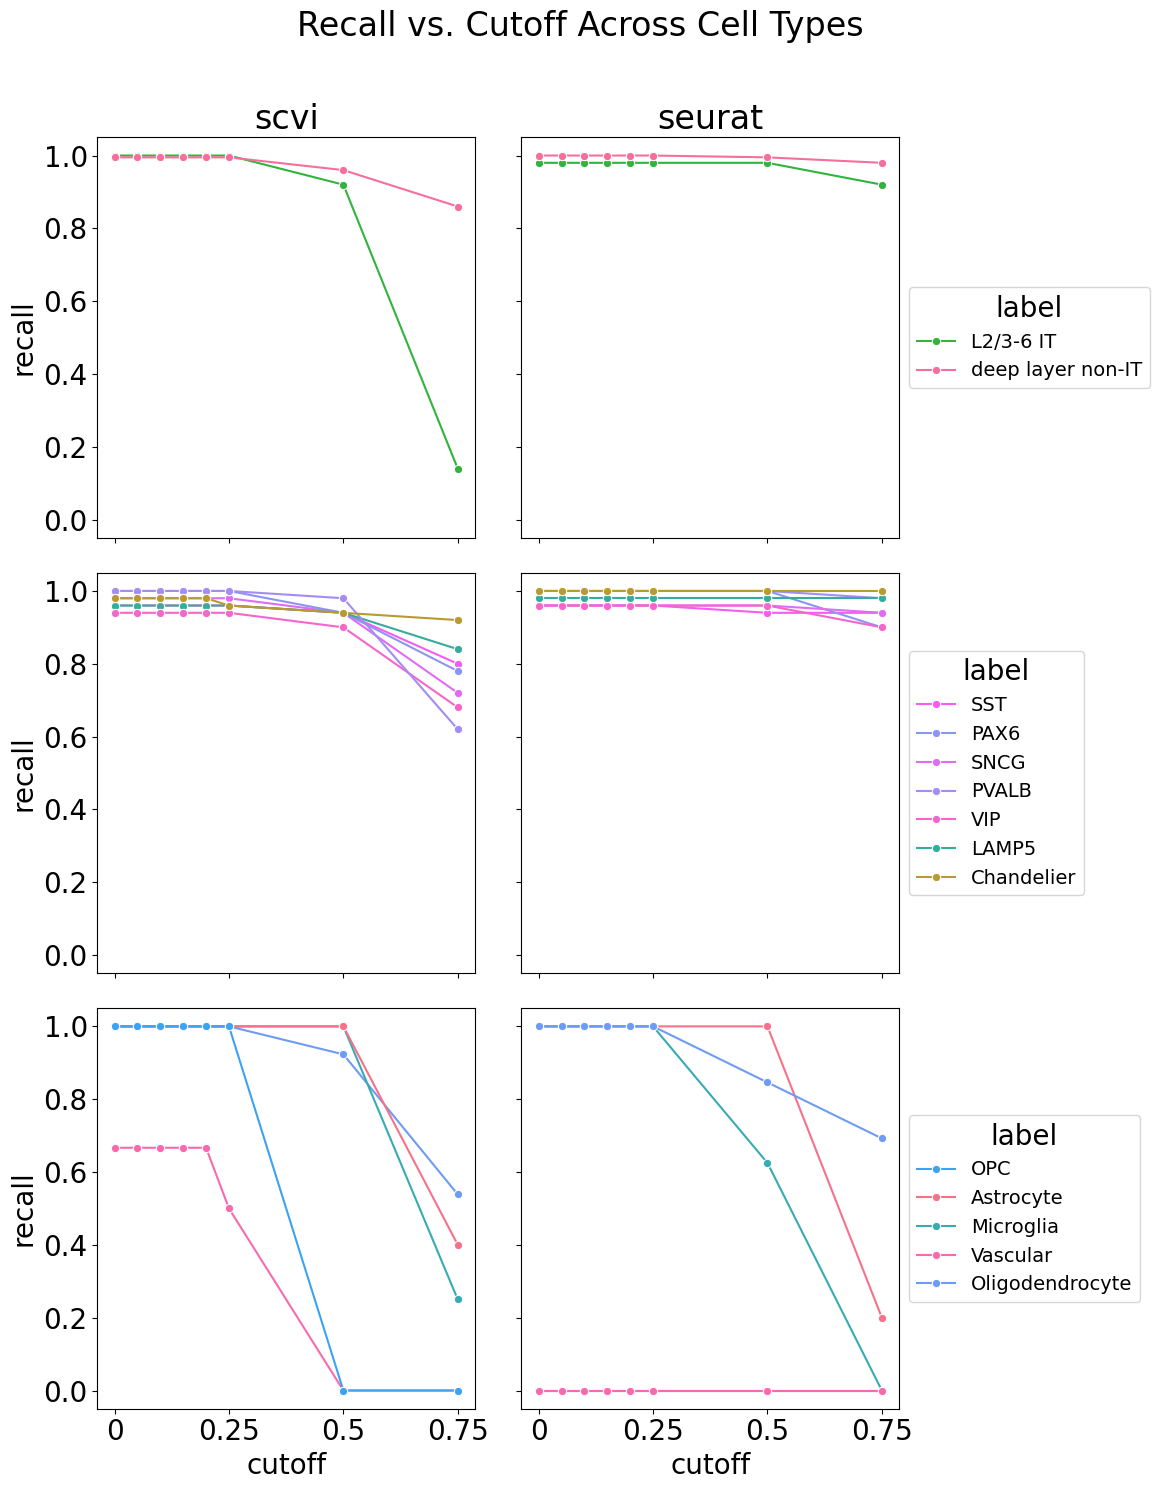 Recall vs. Cutoff Across Cell Types
scvi
seurat
1.0
0.8
0.6
0.4
0.2
0.0
recall
label
L2/3-6 IT
deep layer non-IT
1.0
0.8
0.6
0.4
0.2
0.0
recall
label
SST
PAX6
SNCG
PVALB
VIP
LAMP5
Chandelier
1.0
0.8
0.6
0.4
0.2
0.0
recall
label
OPC
Astrocyte
Microglia
Vascular
Oligodendrocyte
0 0.25 0.5 0.75
cutoff
0 0.25 0.5 0.75
cutoff